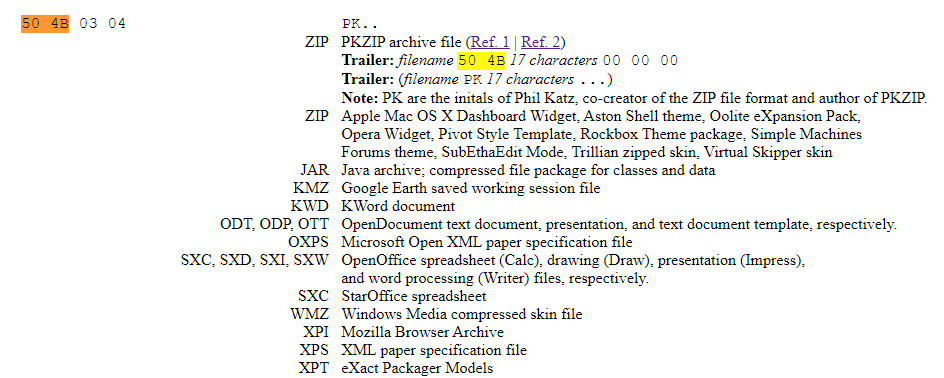 50 4B 03 04 PK..
ZIP PKZIP archive file (Ref. 1 | Ref. 2)
Trailer: filename 50 4B 17 characters 00 00 00
Trailer: (filename PK 17 characters ...)
Note: PK are the initals of Phil Katz, co-creator of the ZIP file format and author of PKZIP.
ZIP Apple Mac OS X Dashboard Widget, Aston Shell theme, Oolite eXpansion Pack,
Opera Widget, Pivot Style Template, Rockbox Theme package, Simple Machines
Forums theme, SubEthaEdit Mode, Trillian zipped skin, Virtual Skipper skin
JAR Java archive; compressed file package for classes and data
KMZ Google Earth saved working session file
KWD KWord document
ODT, ODP, OTT OpenDocument text document, presentation, and text document template, respectively.
OXPS Microsoft Open XML paper specification file
SXC, SXD, SXI, SXW OpenOffice spreadsheet (Calc), drawing (Draw), presentation (Impress),
and word processing (Writer) files, respectively.
SXC StarOffice spreadsheet
WMZ Windows Media compressed skin file
XPI Mozilla Browser Archive
XPS XML paper specification file
XPT eXact Packager Models